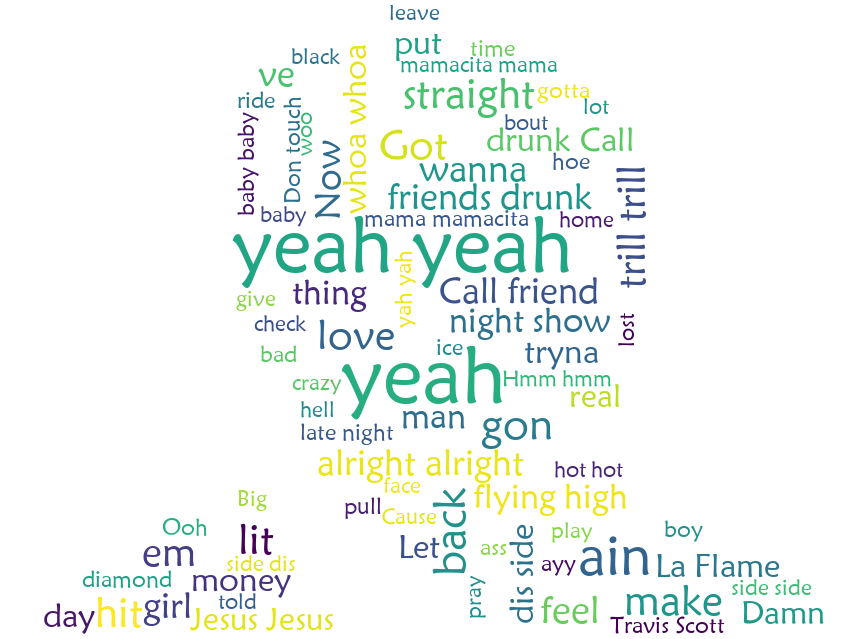 leave
put
time
black
mamacita mama
ve
whoa whoa
straight
gotta
ride
lot
Don touch
woo
bout
baby baby
Now
Got
drunk Call
hoe
wanna
friends drunk
trill trill
baby
mama mamacita
home
yeah yeah
yah yah
thing
Call friend
give
check
night show
lost
love
ice
tryna
bad
yeah
Hmm hmm
crazy
real
hell
man
gon
late night
alright alright
hot hot
face
flying high
Big
pull
Cause
back
Ooh
lit
Let
ass
dis side
play
boy
em
side dis
ayy
ain
La Flame
diamond
money
pray
side side
day
hit
girl
told
Jesus Jesus
feel
make
Damn
Travis Scott